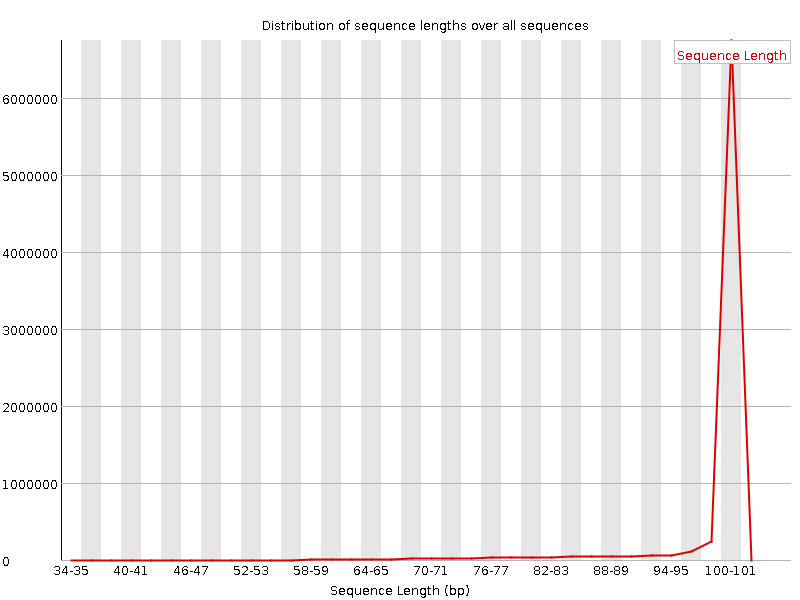 Distribution of sequence lengths over all sequences
Sequence Length
6000000
5000000
4000000
3000000
2000000
1000000
0
34-35 40-41 46-47 52-53 58-59 64-65 70-71 76-77 82-83 88-89 94-95 100-101
Sequence Length (bp)